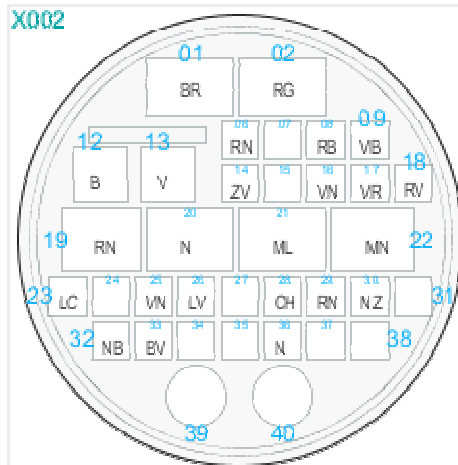 X002
01 02
BR RG
06 07 08 09
RN RB VB
12 13
14 15 16 17 18
B V ZV VN VR RV
19 20 21 22
RN N ML MN
23 24 25 26 27 28 29 30 31
LC VN LV CH RN NZ
32 33 34 35 36 37 38
NB BV N
39 40